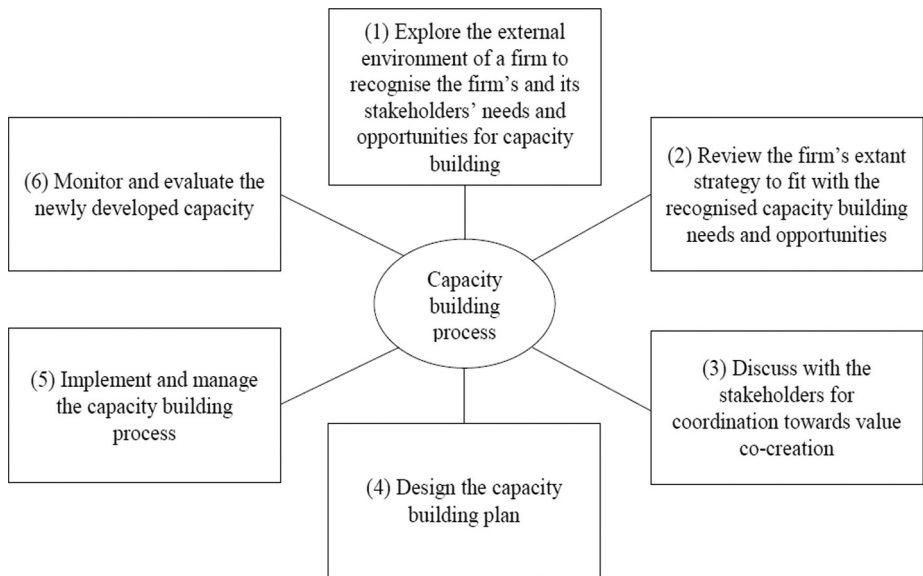 (1) Explore the external
environment of a firm to
recognise the firm's and its
stakeholders' needs and
opportunities for capacity
building
(2) Review the firm's extant
strategy to fit with the
recognised capacity building
needs and opportunities
(3) Discuss with the
stakeholders for
coordination towards value
co-creation
(4) Design the capacity
building plan
(5) Implement and manage
the capacity building
process
(6) Monitor and evaluate the
newly developed capacity
Capacity
building
process